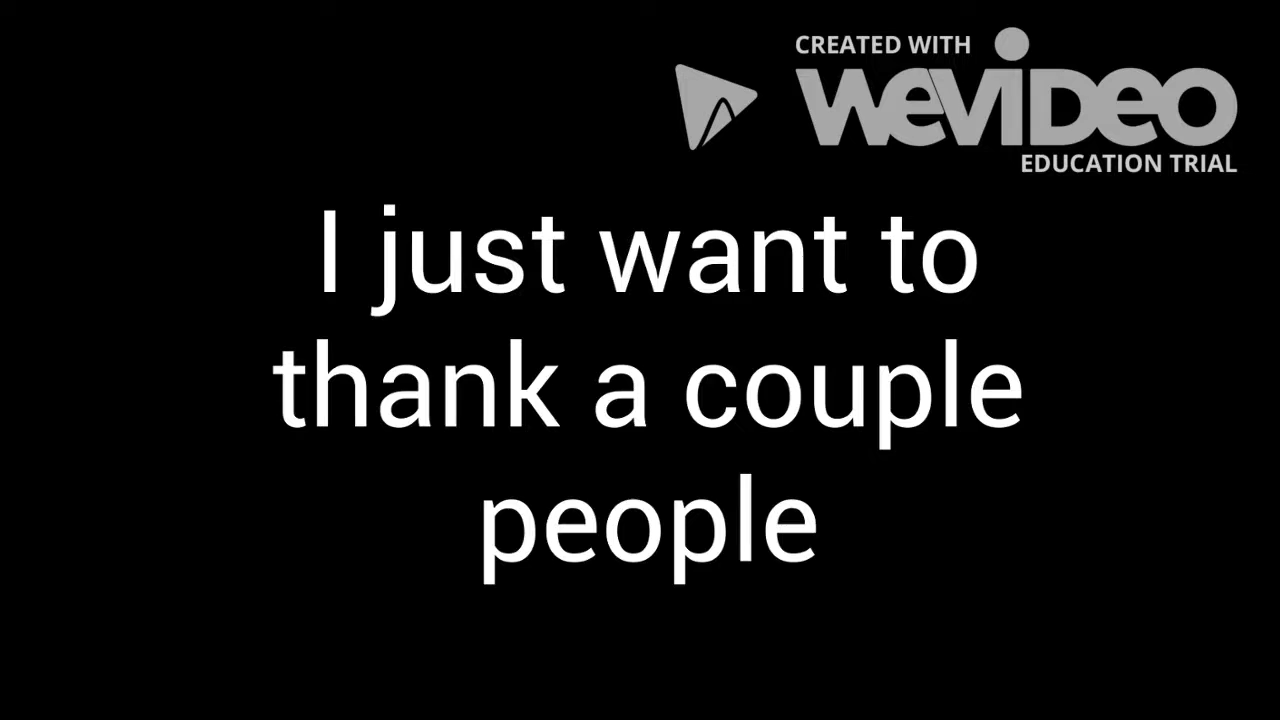 CREATED WITH
WEVIDEO
EDUCATION TRIAL
I just want to
thank a couple
people